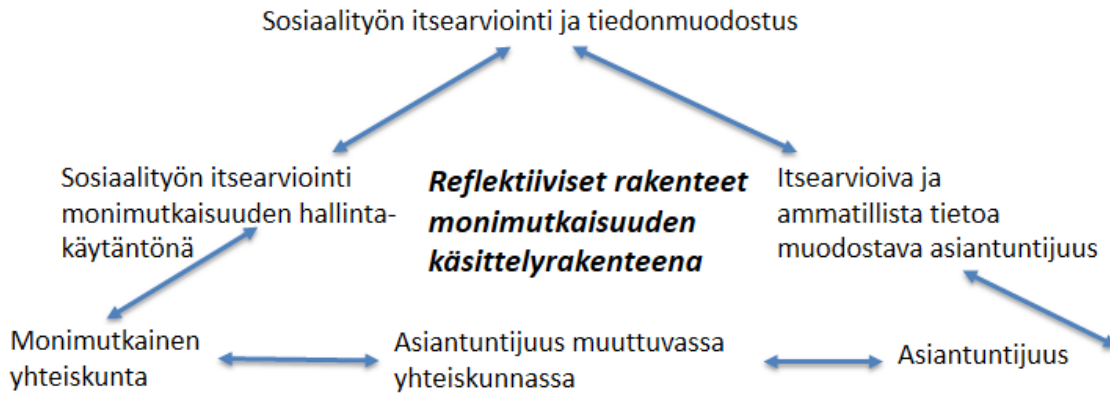 Sosiaalityön itsearviointi ja tiedonmuodostus
Sosiaalityön itsearviointi
monimutkaisuuden hallinta-
käytäntönä
Reflektiiviset rakenteet
monimutkaisuuden
käsittelyrakenteena
Itsearvioiva ja
ammatillista tietoa
muodostava asiantuntijuus
Monimutkainen
yhteiskunta
Asiantuntijuus muuttuvassa
yhteiskunnassa
Asiantuntijuus